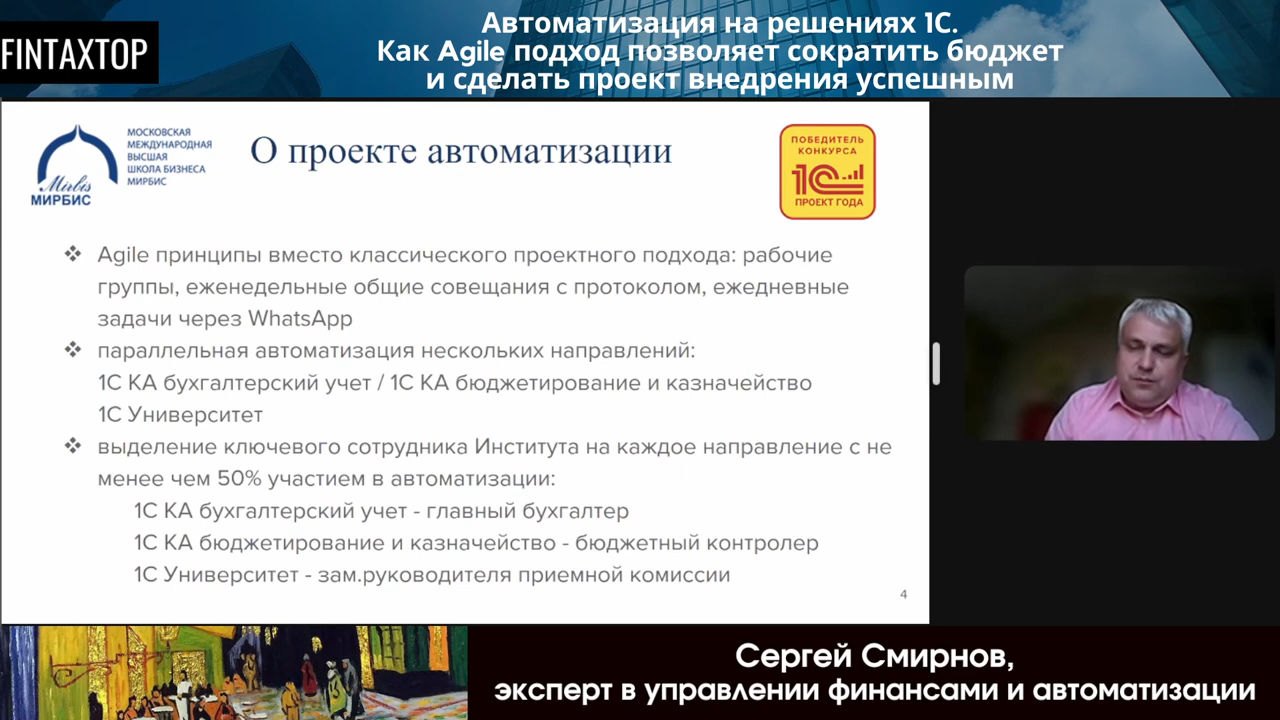 FINTAXTOP
Автоматизация на решениях 1С.
Как Agile подход позволяет сократить бюджет
и сделать проект внедрения успешным
Mirbis
МИРБИС
МОСКОВСКАЯ
МЕЖДУНАРОДНАЯ
ВЫСШАЯ
ШКОЛА БИЗНЕСА
МИРБИС
О проекте автоматизации
ПОБЕДИТЕЛЬ
КОНКУРСА
1С
ПРОЕКТ ГОДА
❖ Agile принципы вместо классического проектного подхода: рабочие
группы, еженедельные общие совещания с протоколом, ежедневные
задачи через WhatsApp
❖ параллельная автоматизация нескольких направлений:
1С КА бухгалтерский учет / 1С КА бюджетирование и казначейство
1С Университет
❖ выделение ключевого сотрудника Института на каждое направление с не
менее чем 50% участием в автоматизации:
1С КА бухгалтерский учет - главный бухгалтер
1С КА бюджетирование и казначейство - бюджетный контролер
1С Университет - зам.руководителя приемной комиссии
4
Сергей Смирнов,
эксперт в управлении финансами и автоматизации